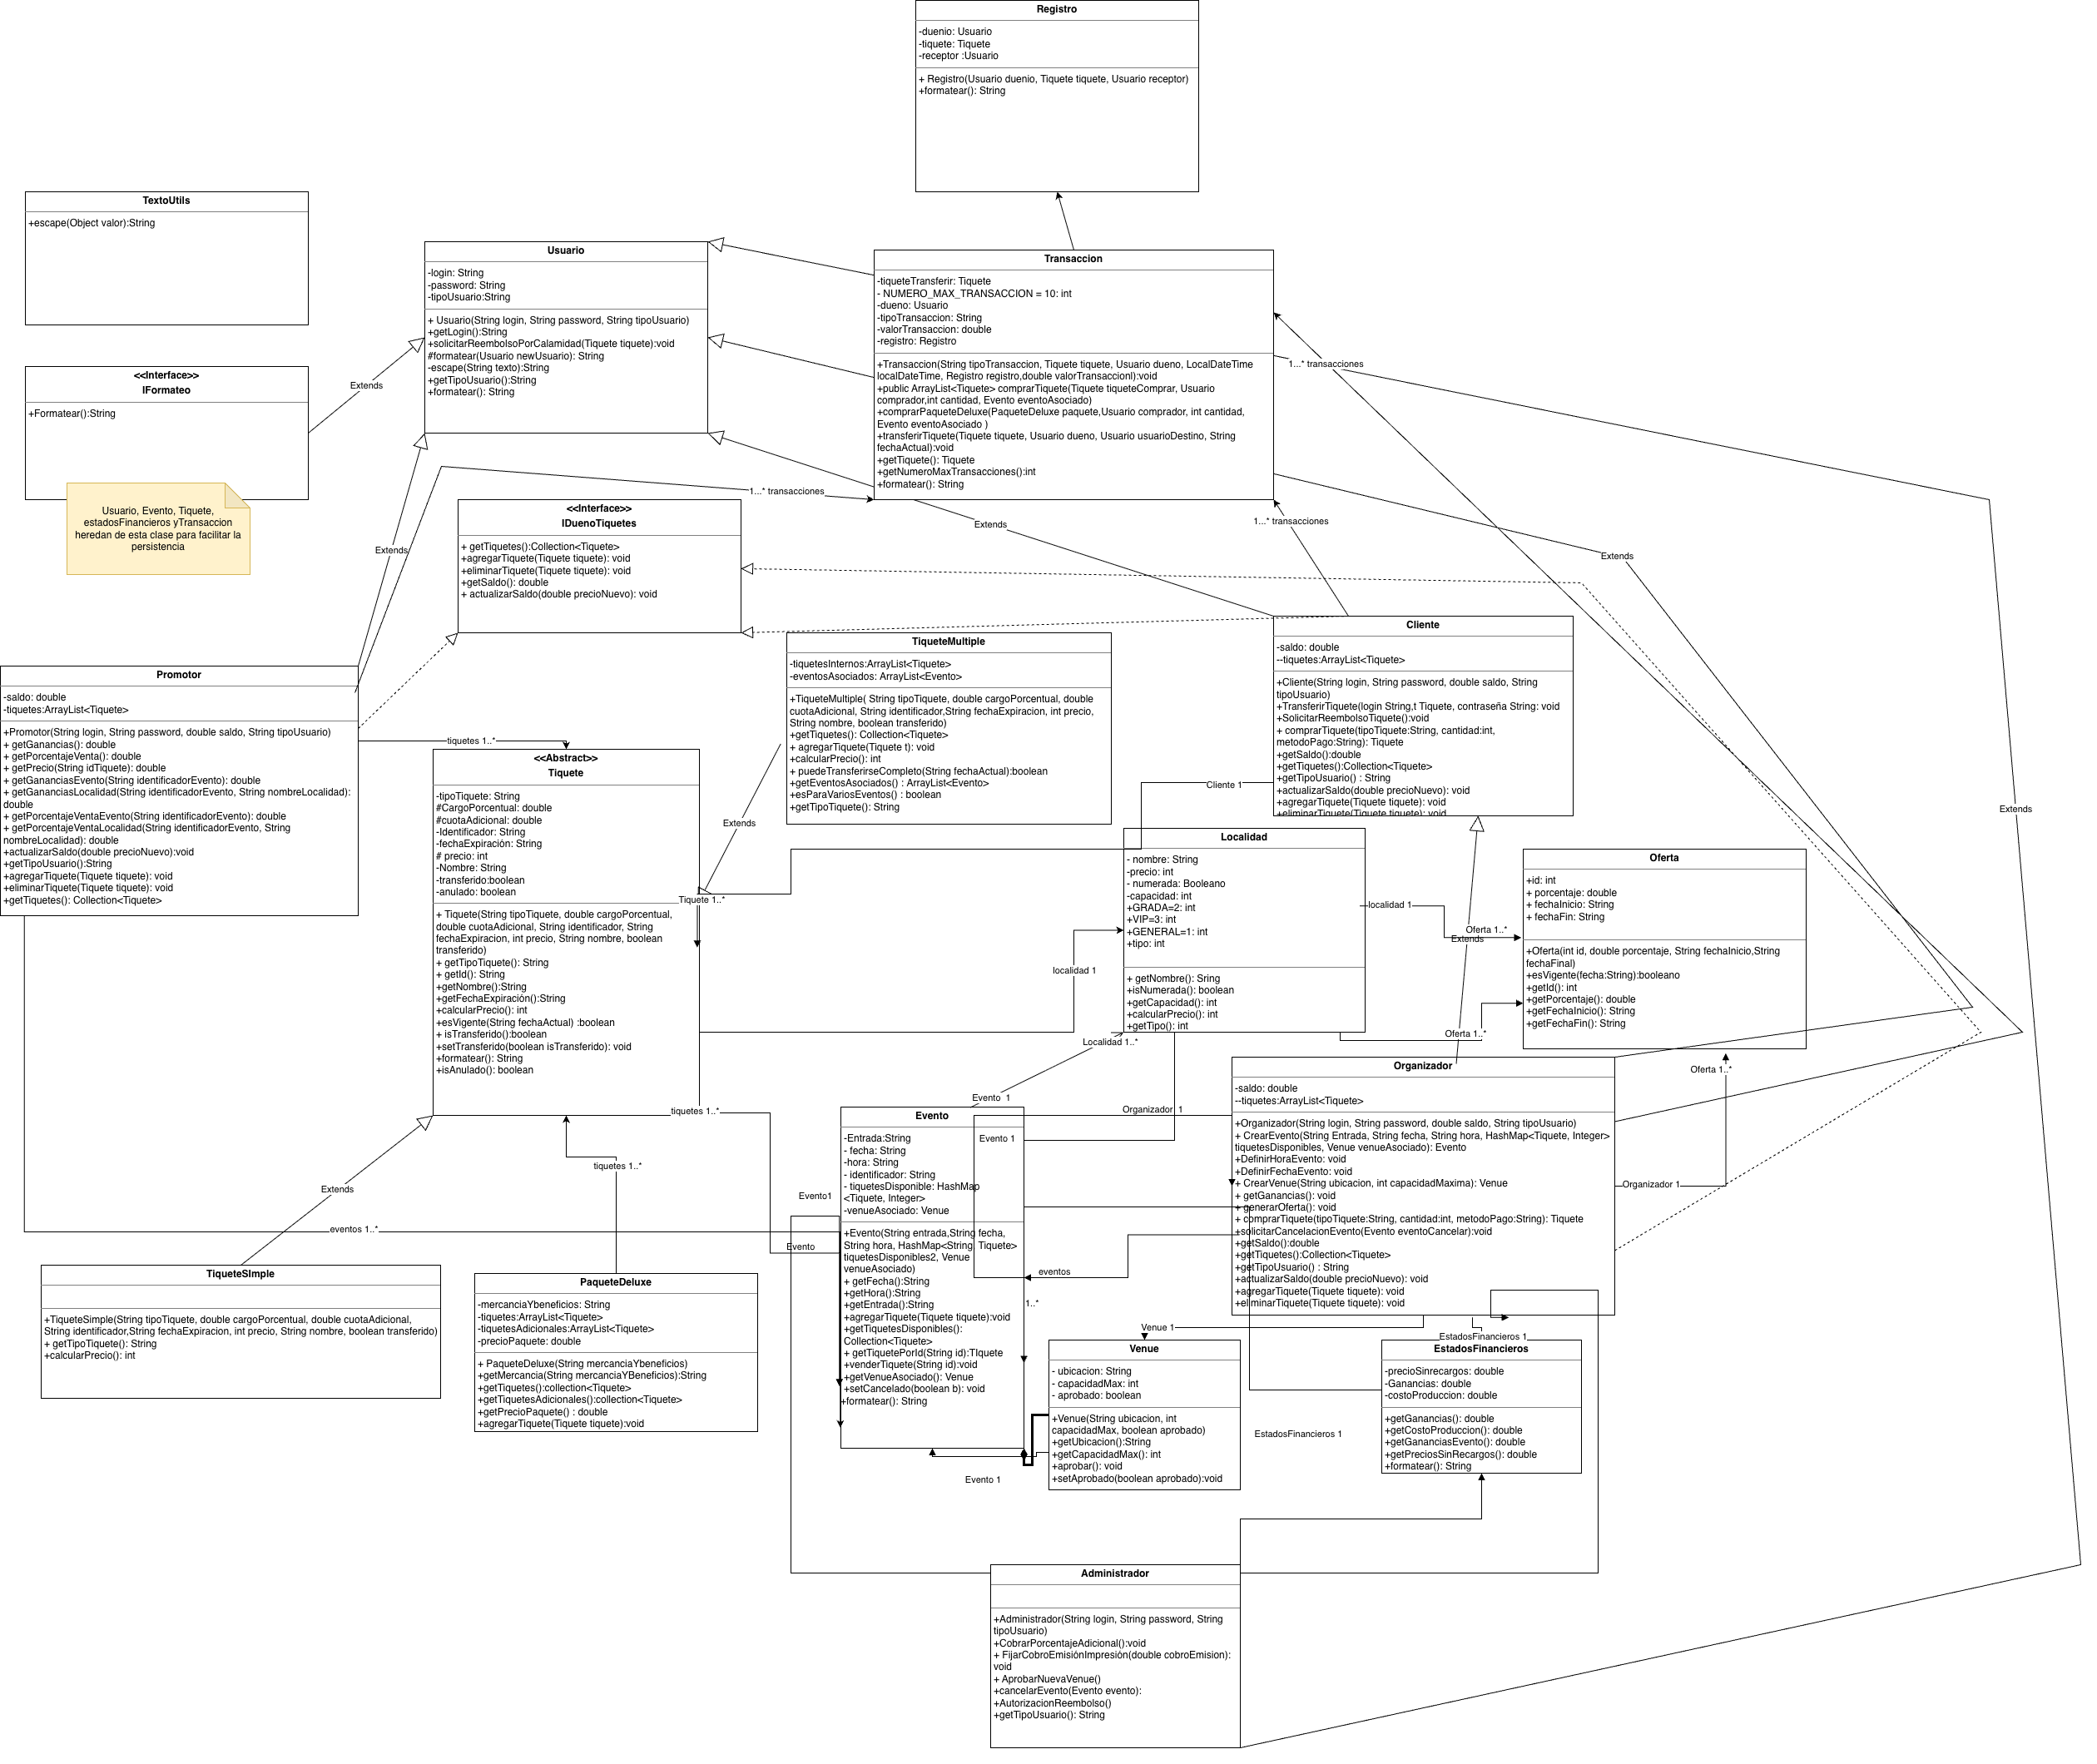 Registro
-duenio: Usuario
-tiquete: Tiquete
-receptor :Usuario
+ Registro(Usuario duenio, Tiquete tiquete, Usuario receptor)
+formatear(): String
TextoUtils
+escape(Object valor):String
<<Interface>>
IFormateo
+Formatear():String
Usuario, Evento, Tiquete,
estadosFinancieros yTransaccion
heredan de esta clase para facilitar la
persistencia
Extends
Usuario
-login: String
-password: String
-tipoUsuario:String
+ Usuario(String login, String password, String tipoUsuario)
+getLogin():String
+solicitarReembolsoPorCalamidad(Tiquete tiquete):void
#formatear(Usuario newUsuario): String
-escape(String texto):String
+getTipoUsuario():String
+formatear(): String
Transaccion
-tiqueteTransferir: Tiquete
- NUMERO_MAX_TRANSACCION = 10: int
-dueno: Usuario
-tipoTransaccion: String
-valorTransaccion: double
-registro: Registro
+Transaccion(String tipoTransaccion, Tiquete tiquete, Usuario dueno, LocalDateTime
localDateTime, Registro registro,double valorTransaccionl):void
+public ArrayList<Tiquete> comprarTiquete(Tiquete tiqueteComprar, Usuario
comprador,int cantidad, Evento eventoAsociado)
+comprarPaqueteDeluxe(PaqueteDeluxe paquete,Usuario comprador, int cantidad,
Evento eventoAsociado )
+transferirTiquete(Tiquete tiquete, Usuario dueno, Usuario usuarioDestino, String
fechaActual):void
+getTiquete(): Tiquete
+getNumeroMaxTransacciones():int
+formatear(): String
1...* transacciones
1...* transacciones
1...* transacciones
Extends
Extends
Extends
Extends
<<Interface>>
IDuenoTiquetes
+ getTiquetes():Collection<Tiquete>
+agregarTiquete(Tiquete tiquete): void
+eliminarTiquete(Tiquete tiquete): void
+getSaldo(): double
+ actualizarSaldo(double precioNuevo): void
Promotor
-saldo: double
-tiquetes:ArrayList<Tiquete>
+Promotor(String login, String password, double saldo, String tipoUsuario)
+ getGanancias(): double
+ getPorcentajeVenta(): double
+ getPrecio(String idTiquete): double
+ getGananciasEvento(String identificadorEvento): double
+ getGananciasLocalidad(String identificadorEvento, String nombreLocalidad):
double
+ getPorcentajeVentaEvento(String identificadorEvento): double
+ getPorcentajeVentaLocalidad(String identificadorEvento, String
nombreLocalidad): double
+actualizarSaldo(double precioNuevo):void
+getTipoUsuario():String
+agregarTiquete(Tiquete tiquete): void
+eliminarTiquete(Tiquete tiquete): void
+getTiquetes(): Collection<Tiquete>
tiquetes 1..*
<<Abstract>>
Tiquete
-tipoTiquete: String
#CargoPorcentual: double
#cuotaAdicional: double
-Identificador: String
-fechaExpiración: String
# precio: int
-Nombre: String
-transferido:boolean
-anulado: boolean
+ Tiquete(String tipoTiquete, double cargoPorcentual,
double cuotaAdicional, String identificador, String
fechaExpiracion, int precio, String nombre, boolean
transferido)
+ getTipoTiquete(): String
+ getId(): String
+getNombre():String
+getFechaExpiración():String
+calcularPrecio(): int
+esVigente(String fechaActual) :boolean
+ isTransferido():boolean
+setTransferido(boolean isTransferido): void
+formatear(): String
+isAnulado(): boolean
TiqueteMultiple
-tiquetesInternos:ArrayList<Tiquete>
-eventosAsociados: ArrayList<Evento>
+TiqueteMultiple( String tipoTiquete, double cargoPorcentual, double
cuotaAdicional, String identificador,String fechaExpiracion, int precio,
String nombre, boolean transferido)
+getTiquetes(): Collection<Tiquete>
+ agregarTiquete(Tiquete t): void
+calcularPrecio(): int
+ puedeTransferirseCompleto(String fechaActual):boolean
+getEventosAsociados() : ArrayList<Evento>
+esParaVariosEventos() : boolean
+getTipoTiquete(): String
Extends
Tiquete 1..*
Cliente 1
Cliente
-saldo: double
--tiquetes:ArrayList<Tiquete>
+Cliente(String login, String password, double saldo, String
tipoUsuario)
+TransferirTiquete(login String,t Tiquete, contraseña String: void
+SolicitarReembolsoTiquete():void
+ comprarTiquete(tipoTiquete:String, cantidad:int,
metodoPago:String): Tiquete
+getSaldo():double
+getTiquetes():Collection<Tiquete>
+getTipoUsuario() : String
+actualizarSaldo(double precioNuevo): void
+agregarTiquete(Tiquete tiquete): void
+eliminarTiquete(Tiquete tiquete): void
Localidad
- nombre: String
-precio: int
- numerada: Booleano
-capacidad: int
+GRADA=2: int
+VIP=3: int
+GENERAL=1: int
+tipo: int
+ getNombre(): Sring
+isNumerada(): boolean
+getCapacidad(): int
+calcularPrecio(): int
+getTipo(): int
localidad 1
localidad 1
Oferta 1..*
Extends
Oferta 1..*
Localidad 1..*
Evento  1
Oferta
+id: int
+ porcentaje: double
+ fechaInicio: String
+ fechaFin: String
+Oferta(int id, double porcentaje, String fechaInicio,String
fechaFinal)
+esVigente(fecha:String):booleano
+getId(): int
+getPorcentaje(): double
+getFechaInicio(): String
+getFechaFin(): String
Oferta 1..*
Organizador 1
Organizador
-saldo: double
--tiquetes:ArrayList<Tiquete>
+Organizador(String login, String password, double saldo, String tipoUsuario)
+ CrearEvento(String Entrada, String fecha, String hora, HashMap<Tiquete, Integer>
tiquetesDisponibles, Venue venueAsociado): Evento
+DefinirHoraEvento: void
+DefinirFechaEvento: void
+ CrearVenue(String ubicacion, int capacidadMaxima): Venue
+ getGanancias(): void
+ generarOferta(): void
+ comprarTiquete(tipoTiquete:String, cantidad:int, metodoPago:String): Tiquete
+solicitarCancelacionEvento(Evento eventoCancelar):void
+getSaldo():double
+getTiquetes():Collection<Tiquete>
+getTipoUsuario() : String
+actualizarSaldo(double precioNuevo): void
+agregarTiquete(Tiquete tiquete): void
+eliminarTiquete(Tiquete tiquete): void
Organizador  1
Evento 1
eventos
1..*
tiquetes 1..*
Evento1
Evento
eventos 1..*
Extends
tiquetes 1..*
Evento
-Entrada:String
- fecha: String
-hora: String
- identificador: String
- tiquetesDisponible: HashMap
<Tiquete, Integer>
-venueAsociado: Venue
+Evento(String entrada,String fecha,
String hora, HashMap<String, Tiquete>
tiquetesDisponibles2, Venue
venueAsociado)
+ getFecha():String
+getHora():String
+getEntrada():String
+agregarTiquete(Tiquete tiquete):void
+getTiquetesDisponibles():
Collection<Tiquete>
+ getTiquetePorId(String id):TIquete
+venderTiquete(String id):void
+getVenueAsociado(): Venue
+setCancelado(boolean b): void
+formatear(): String
TiqueteSImple
+TiqueteSimple(String tipoTiquete, double cargoPorcentual, double cuotaAdicional,
String identificador,String fechaExpiracion, int precio, String nombre, boolean transferido)
+ getTipoTiquete(): String
+calcularPrecio(): int
PaqueteDeluxe
-mercanciaYbeneficios: String
-tiquetes:ArrayList<Tiquete>
-tiquetesAdicionales:ArrayList<Tiquete>
-precioPaquete: double
+ PaqueteDeluxe(String mercanciaYbeneficios)
+getMercancia(String mercanciaYBeneficios):String
+getTiquetes():collection<Tiquete>
+getTiquetesAdicionales():collection<Tiquete>
+getPrecioPaquete() : double
+agregarTiquete(Tiquete tiquete):void
Venue 1
Venue
- ubicacion: String
- capacidadMax: int
- aprobado: boolean
+Venue(String ubicacion, int
capacidadMax, boolean aprobado)
+getUbicacion():String
+getCapacidadMax(): int
+aprobar(): void
+setAprobado(boolean aprobado):void
Evento 1
EstadosFinancieros 1
EstadosFinancieros 1
EstadosFinancieros
-precioSinrecargos: double
-Ganancias: double
-costoProduccion: double
+getGanancias(): double
+getCostoProduccion(): double
+getGananciasEvento(): double
+getPreciosSinRecargos(): double
+formatear(): String
Administrador
+Administrador(String login, String password, String
tipoUsuario)
+CobrarPorcentajeAdicional():void
+ FijarCobroEmisiónImpresión(double cobroEmision):
void
+ AprobarNuevaVenue()
+cancelarEvento(Evento evento):
+AutorizacionReembolso()
+getTipoUsuario(): String